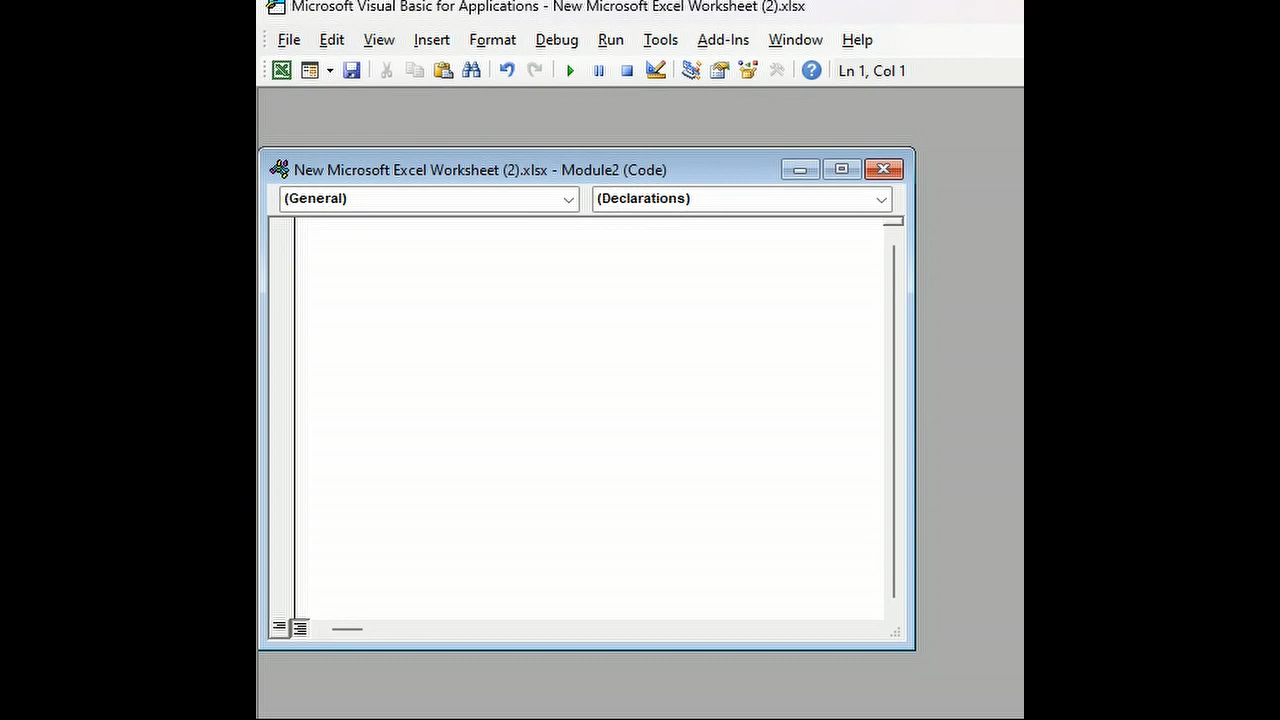 Microsoft Visual Basic for Applications - New Microsoft Excel Worksheet (2).xlsx
File Edit View Insert Format Debug Run Tools Add-Ins Window Help
Ln 1, Col 1
New Microsoft Excel Worksheet (2).xlsx - Module2 (Code)
(General) (Declarations)